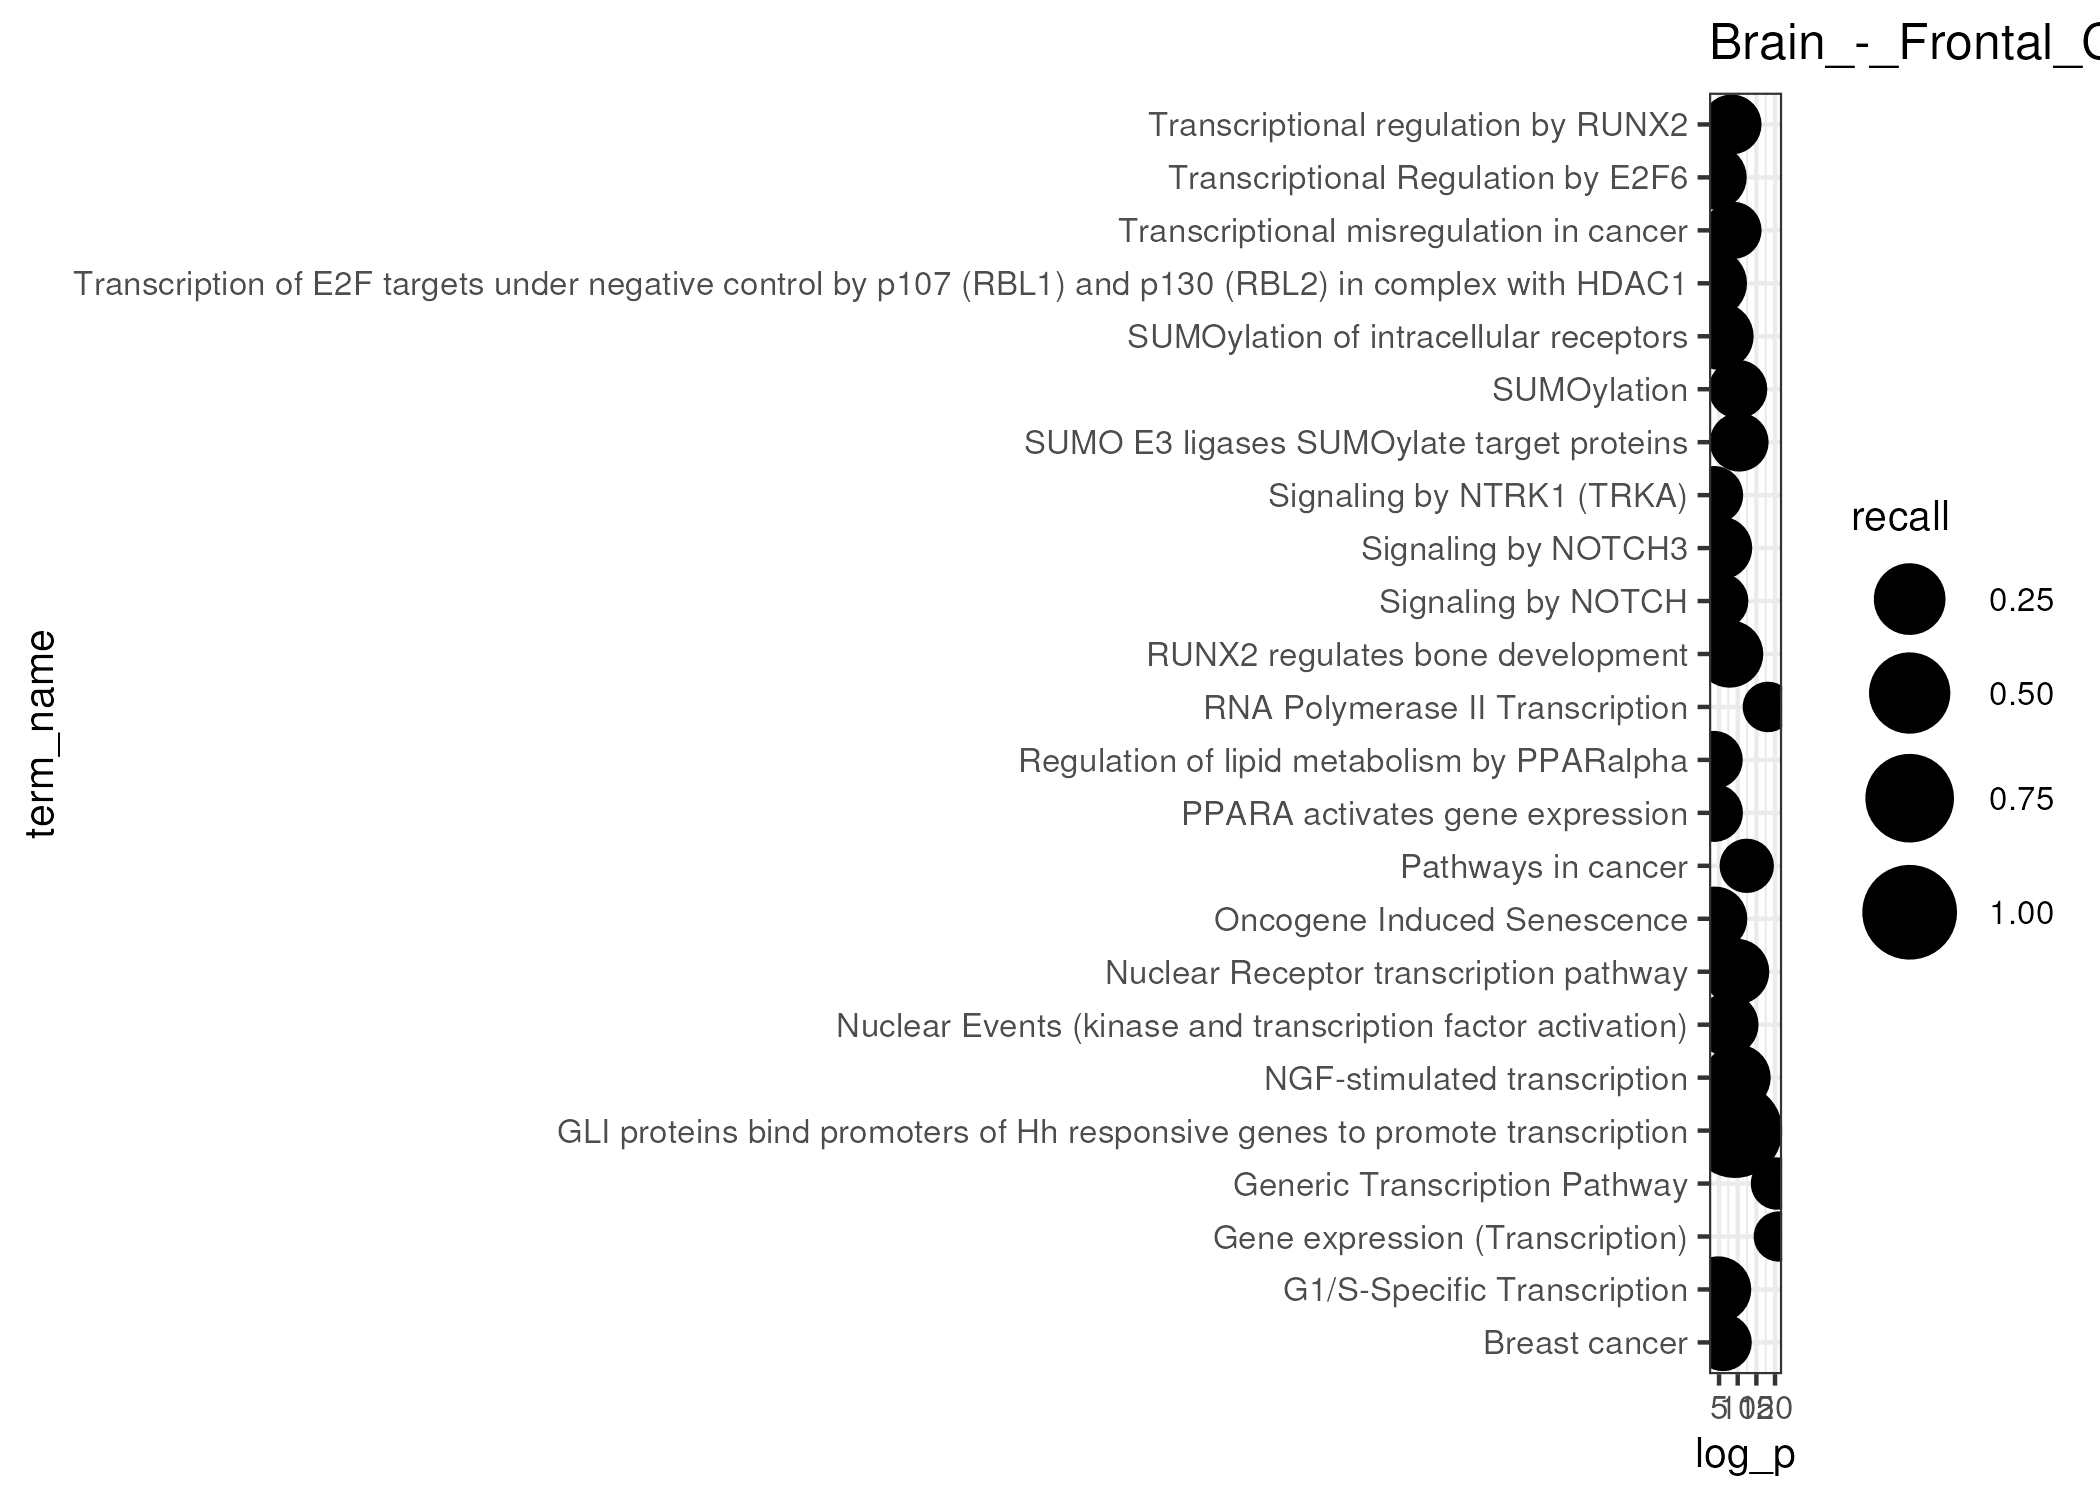 Brain_-_Frontal_C
Transcriptional regulation by RUNX2
Transcriptional Regulation by E2F6
Transcriptional misregulation in cancer
Transcription of E2F targets under negative control by p107 (RBL1) and p130 (RBL2) in complex with HDAC1
SUMOylation of intracellular receptors
SUMOylation
SUMO E3 ligases SUMOylate target proteins
Signaling by NTRK1 (TRKA)
Signaling by NOTCH3
Signaling by NOTCH
RUNX2 regulates bone development
RNA Polymerase II Transcription
Regulation of lipid metabolism by PPARalpha
PPARA activates gene expression
Pathways in cancer
Oncogene Induced Senescence
Nuclear Receptor transcription pathway
Nuclear Events (kinase and transcription factor activation)
NGF-stimulated transcription
GLI proteins bind promoters of Hh responsive genes to promote transcription
Generic Transcription Pathway
Gene expression (Transcription)
G1/S-Specific Transcription
Breast cancer
term_name
5 10 15 20
log_p
recall
0.25
0.50
0.75
1.00